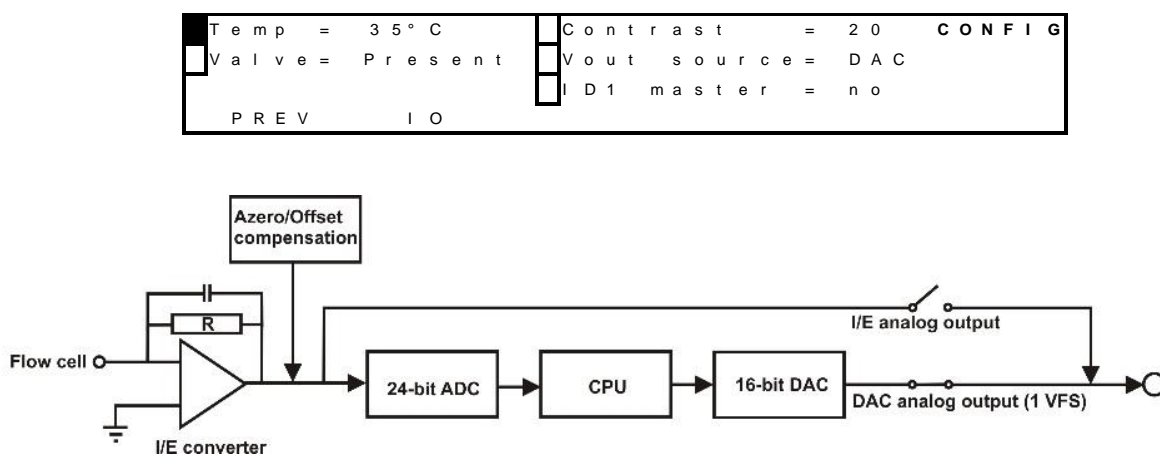 Temp = 35°C Contrast = 20 CONFIG
Valve= Present Vout source= DAC
ID1 master = no
PREV IO
Azero/Offset
compensation
R
Flow cell
I/E converter
24-bit ADC
CPU
16-bit DAC
I/E analog output
DAC analog output (1 VFS)